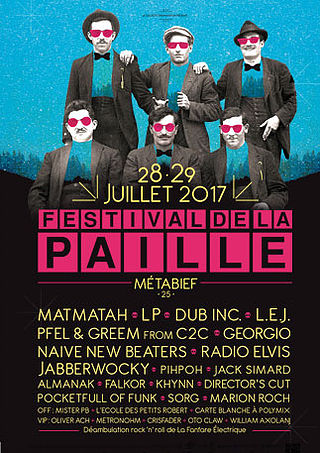 28·29
JUILLET 2017
FESTIVAL DE LA
PAILLE
MÉTABIEF
·25·
MATMATAH · LP · DUB INC. · L.E.J.
PFEL & GREEM FROM C2C · GEORGIO
NAIVE NEW BEATERS · RADIO ELVIS
JABBERWOCKY · PIHPOH · JACK SIMARD
ALMANAK · FALKOR · KHYNN · DIRECTOR'S CUT
POCKETFULL OF FUNK · SORG · MARION ROCH
OFF : MISTER PB · L'ECOLE DES PETITS ROBERT · CARTE BLANCHE À POLYMIX
VIP : OLIVER ACH · METRONOHM · CRISFADER · OTO CLAW · WILLIAM AXOLANJ
Déambulation rock 'n' roll de La Fanfare Électrique